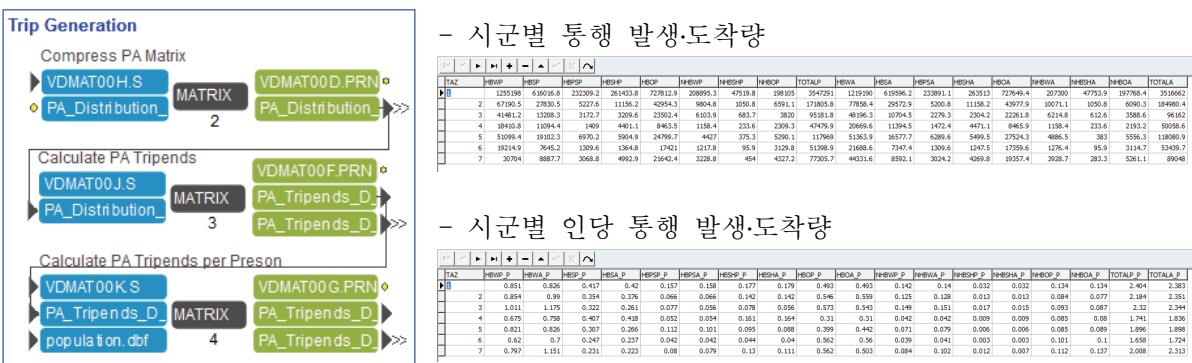 Trip Generation
Compress PA Matrix
VDMAT00H.S
PA_Distribution_
MATRIX
2
VDMAT00D.PRN
PA_Distribution_
Calculate PA Tripends
VDMAT00J.S
PA_Distribution_
MATRIX
3
VDMAT00F.PRN
PA_Tripends_D_
PA_Tripends_D_
Calculate PA Tripends per Preson
VDMAT00K.S
PA_Tripends_D_
population.dbf
MATRIX
4
VDMAT00G.PRN
PA_Tripends_D_
PA_Tripends_D_
- 시군별 통행 발생·도착량
TAZ HBWP HBSP HBPSP HBSHP HBOP NHBWP NHBSHP NHBOP TOTALP HBWA HBSA HBPSA HBSHA HBOA NHBWA NHBSHA NHBOA TOTALA
1 1255198 616016.8 232309.2 261433.8 727812.9 208895.3 47519.8 198105 3547291 1219190 619596.2 233891.1 263513 727649.4 207300 47753.9 197768.4 3516662
2 67190.5 27830.5 5227.6 11156.2 42954.3 9804.8 1050.8 6591.1 171805.8 77858.4 29572.9 5200.8 11158.2 43977.9 10071.1 1050.8 6090.3 184980.4
3 41481.2 13208.3 3172.7 3209.6 23502.4 6103.9 683.7 3820 95181.8 48196.3 10704.5 2279.3 2304.2 22261.8 6214.8 612.6 3588.6 96162
4 18410.8 11094.4 1409 4401.1 8463.5 1158.4 233.6 2309.3 47479.9 20669.6 11394.5 1472.4 4471.1 8465.9 1158.4 233.6 2193.2 50058.6
5 51099.4 19102.3 6970.2 5904.9 24799.7 4427 375.3 5290.1 117969 51363.9 16577.7 6289.6 5499.5 27524.3 4886.5 383 5556.3 118080.9
6 19214.9 7645.2 1309.6 1364.8 17421 1217.8 95.9 3129.8 51398.9 21688.6 7347.4 1309.6 1247.5 17359.6 1276.4 95.9 3114.7 53439.7
7 30704 8887.7 3068.8 4992.9 21642.4 3228.8 454 4327.2 77305.7 44331.6 8592.1 3024.2 4269.8 19357.4 3928.7 283.3 5261.1 89048
- 시군별 인당 통행 발생·도착량
TAZ HBWP_P HBWA_P HBSP_P HBSA_P HBPSP_P HBPSA_P HBSHP_P HBSHA_P HBOP_P HBOA_P NHBWP_P NHBWA_P NHBSHP_P NHBSHA_P NHBOP_P NHBOA_P TOTALP_P TOTALA_P
1 0.851 0.826 0.417 0.42 0.157 0.158 0.177 0.179 0.493 0.493 0.142 0.14 0.032 0.032 0.134 0.134 2.404 2.383
2 0.854 0.99 0.354 0.376 0.066 0.066 0.142 0.142 0.546 0.559 0.125 0.128 0.013 0.013 0.084 0.077 2.184 2.351
3 1.011 1.175 0.322 0.261 0.077 0.056 0.078 0.056 0.573 0.543 0.149 0.151 0.017 0.015 0.093 0.087 2.32 2.344
4 0.675 0.758 0.407 0.418 0.052 0.054 0.161 0.164 0.31 0.31 0.042 0.042 0.009 0.009 0.085 0.08 1.741 1.836
5 0.821 0.826 0.307 0.266 0.112 0.101 0.095 0.088 0.399 0.442 0.071 0.079 0.006 0.006 0.085 0.089 1.896 1.898
6 0.62 0.7 0.247 0.237 0.042 0.042 0.044 0.04 0.562 0.56 0.039 0.041 0.003 0.003 0.101 0.1 1.658 1.724
7 0.797 1.151 0.231 0.223 0.08 0.079 0.13 0.111 0.562 0.503 0.084 0.102 0.012 0.007 0.112 0.137 2.008 2.313